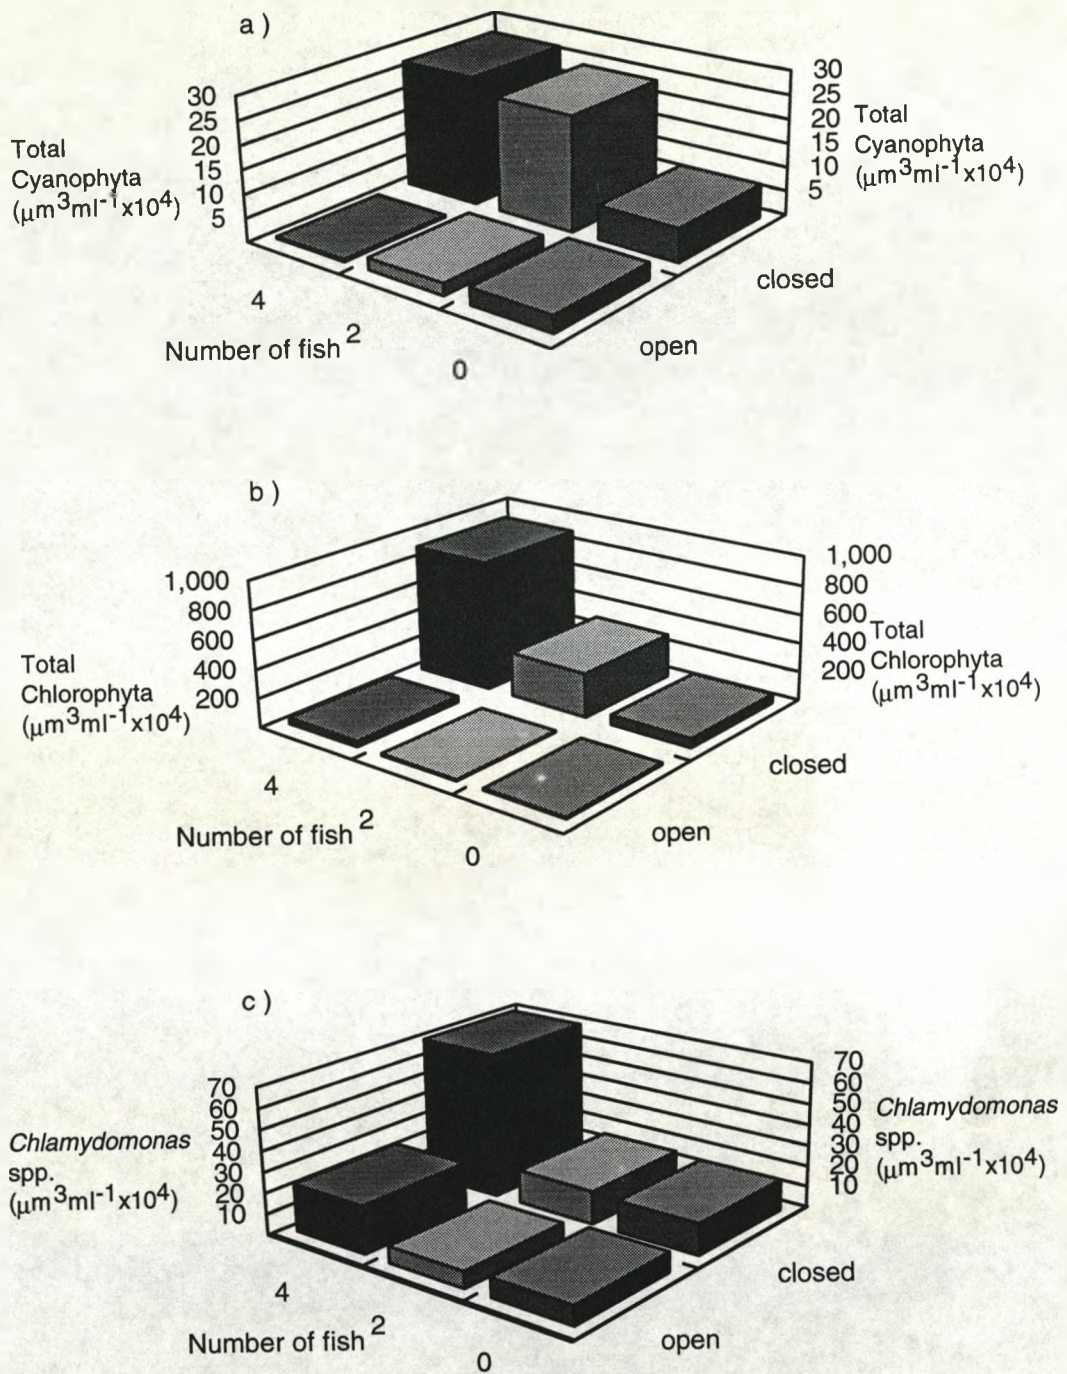 a )
30
25
20
15
10
5
Total
Cyanophyta
(µm³ml⁻¹x10⁴)
30
25
20
15
10
5
Total
Cyanophyta
(µm³ml⁻¹x10⁴)
4
2
0
Number of fish
open
closed
b )
1,000
800
600
400
200
Total
Chlorophyta
(µm³ml⁻¹x10⁴)
1,000
800
600
400
200
Total
Chlorophyta
(µm³ml⁻¹x10⁴)
4
2
0
Number of fish
open
closed
c )
70
60
50
40
30
20
10
Chlamydomonas
spp.
(µm³ml⁻¹x10⁴)
70
60
50
40
30
20
10
Chlamydomonas
spp.
(µm³ml⁻¹x10⁴)
4
2
0
Number of fish
open
closed